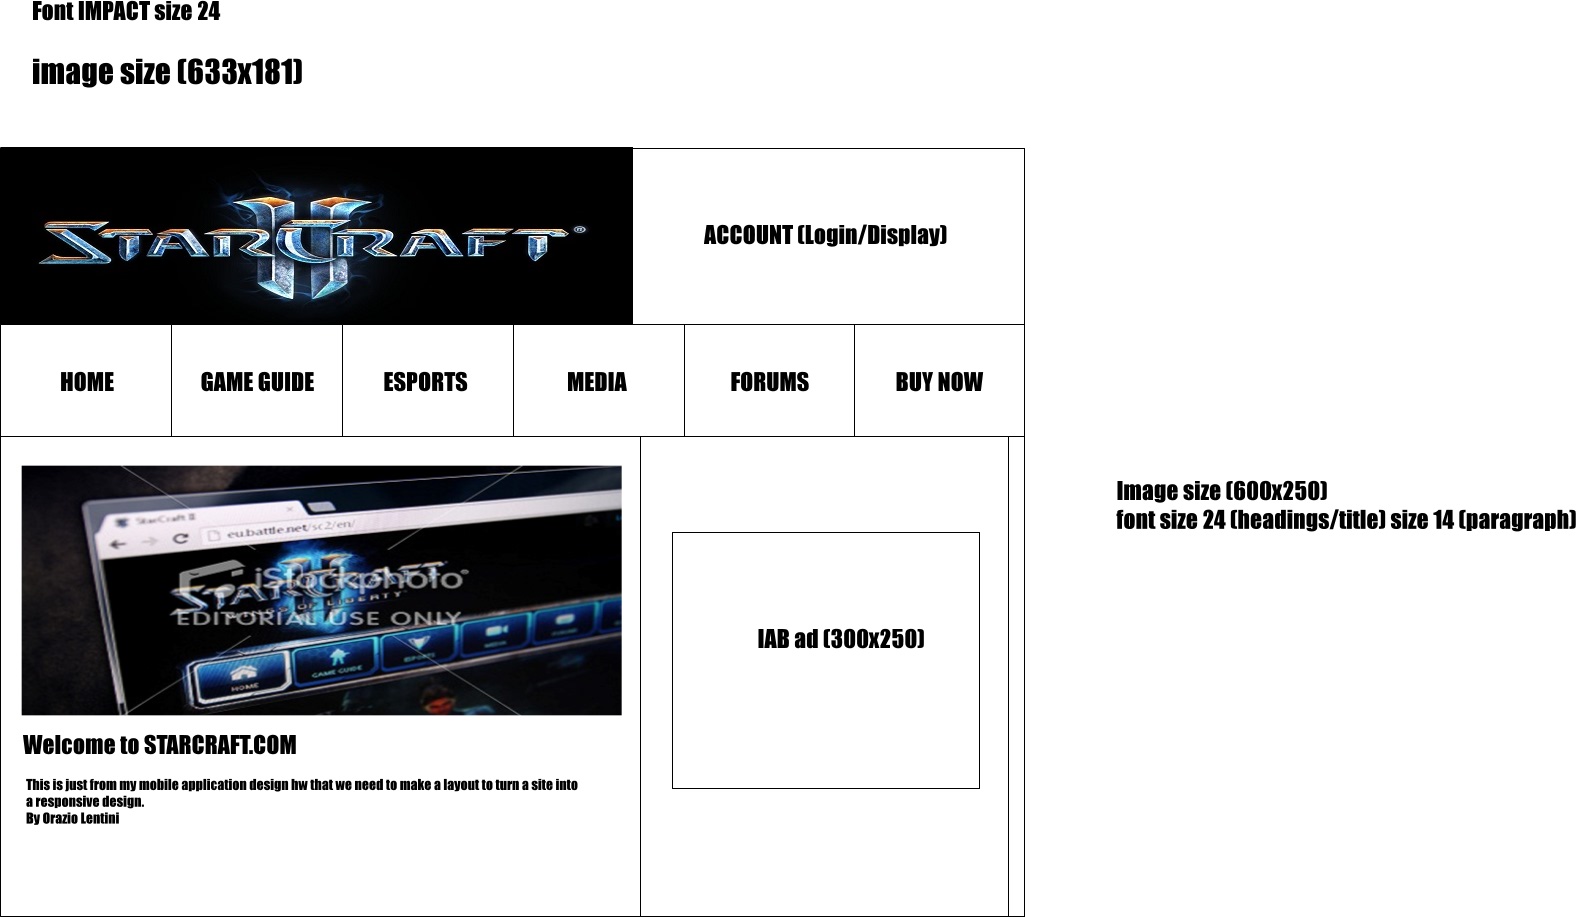 Font IMPACT size 24
image size (633x181)
STARCRAFT®
II
ACCOUNT (Login/Display)
HOME
GAME GUIDE
ESPORTS
MEDIA
FORUMS
BUY NOW
StarCraft II
eu.battle.net/sc2/en/
iStockphoto®
STARCRAFT
II
WINGS OF LIBERTY
EDITORIAL USE ONLY
HOME
GAME GUIDE
ESPORTS
MEDIA
FORUMS
IAB ad (300x250)
Image size (600x250)
font size 24 (headings/title) size 14 (paragraph)
Welcome to STARCRAFT.COM
This is just from my mobile application design hw that we need to make a layout to turn a site into
a responsive design.
By Orazio Lentini